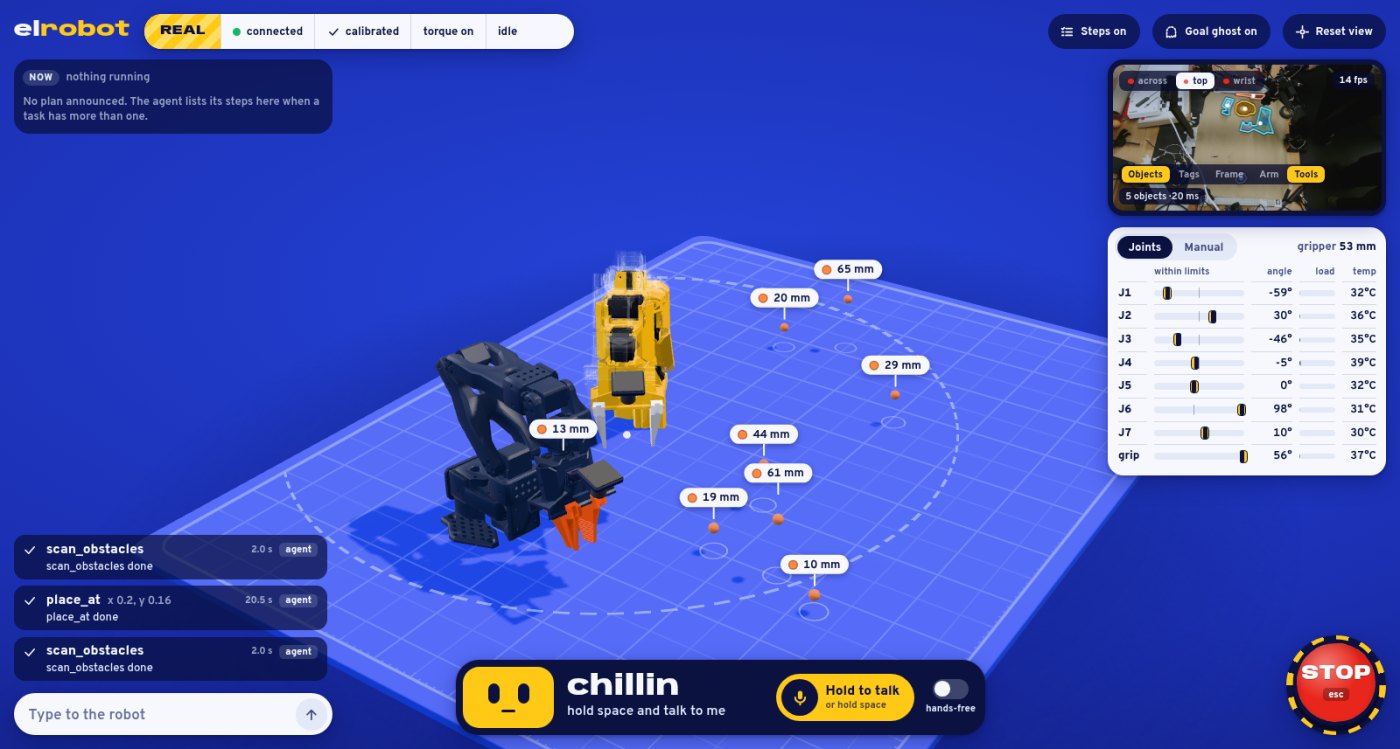 elrobot
REAL
connected
calibrated
torque on
idle
Steps on
Goal ghost on
Reset view
NOW nothing running
No plan announced. The agent lists its steps here when a
task has more than one.
across
top
wrist
14 fps
Objects
Tags
Frame
Arm
Tools
5 objects · 20 ms
Joints
Manual
gripper 53 mm
within limits angle load temp
J1 -59° 32°C
J2 30° 36°C
J3 -46° 35°C
J4 -5° 39°C
J5 0° 32°C
J6 98° 31°C
J7 10° 30°C
grip 56° 37°C
65 mm
20 mm
29 mm
13 mm
44 mm
61 mm
19 mm
10 mm
scan_obstacles 2.0 s agent
scan_obstacles done
place_at x 0.2, y 0.16 20.5 s agent
place_at done
scan_obstacles 2.0 s agent
scan_obstacles done
Type to the robot
chillin
hold space and talk to me
Hold to talk
or hold space
hands-free
STOP
esc